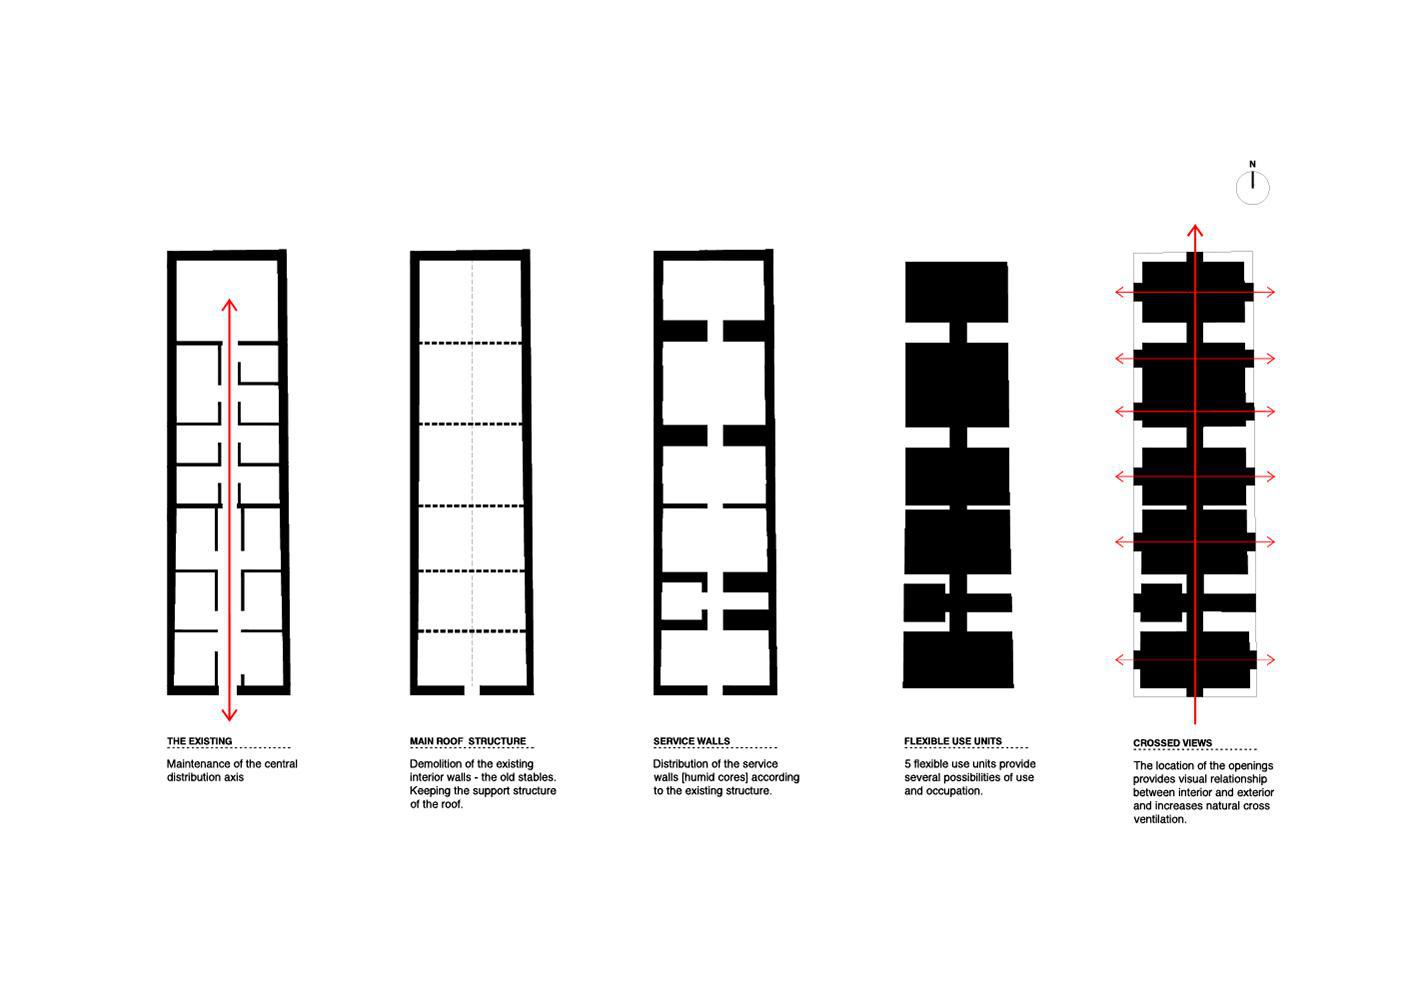 N
THE EXISTING
Maintenance of the central
distribution axis
MAIN ROOF STRUCTURE
Demolition of the existing
interior walls - the old stables.
Keeping the support structure
of the roof.
SERVICE WALLS
Distribution of the service
walls [humid cores] according
to the existing structure.
FLEXIBLE USE UNITS
5 flexible use units provide
several possibilities of use
and occupation.
CROSSED VIEWS
The location of the openings
provides visual relationship
between interior and exterior
and increases natural cross
ventilation.